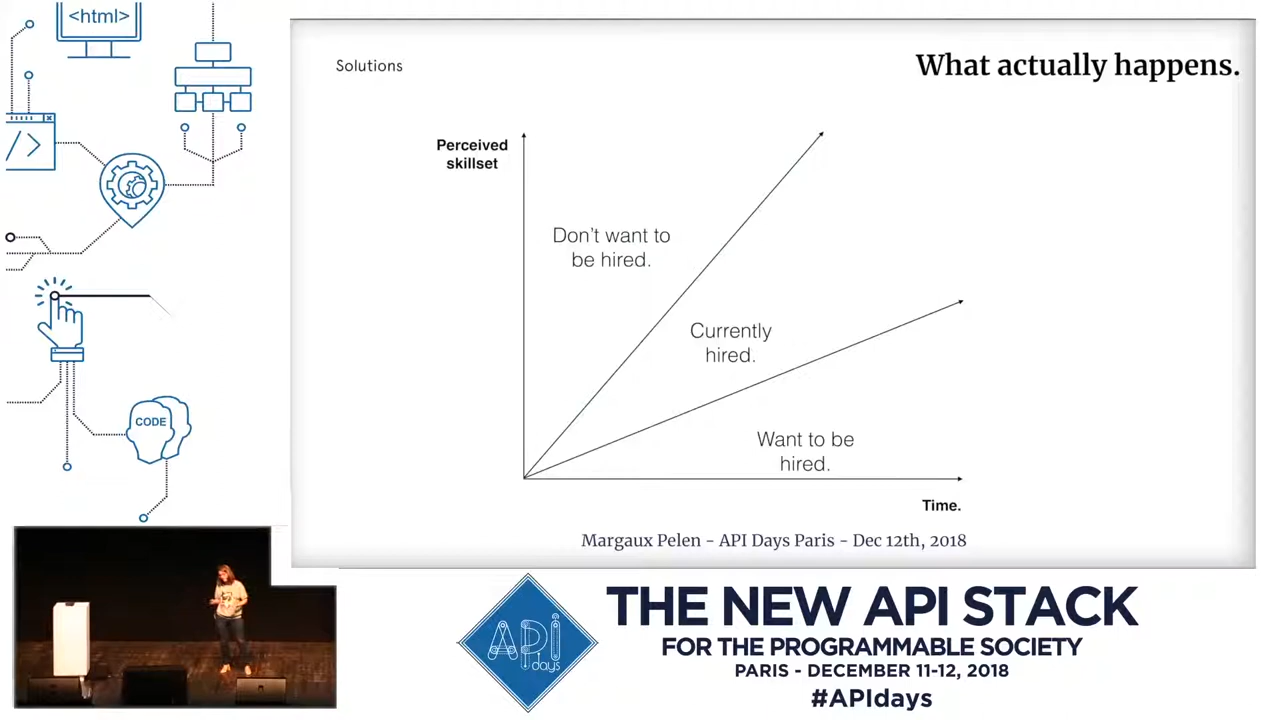 <html>
</>
CODE
Solutions
What actually happens.
Perceived
skillset
Don't want to
be hired.
Currently
hired.
Want to be
hired.
Time.
Margaux Pelen - API Days Paris - Dec 12th, 2018
API
days
THE NEW API STACK
FOR THE PROGRAMMABLE SOCIETY
PARIS - DECEMBER 11-12, 2018
#APIdays